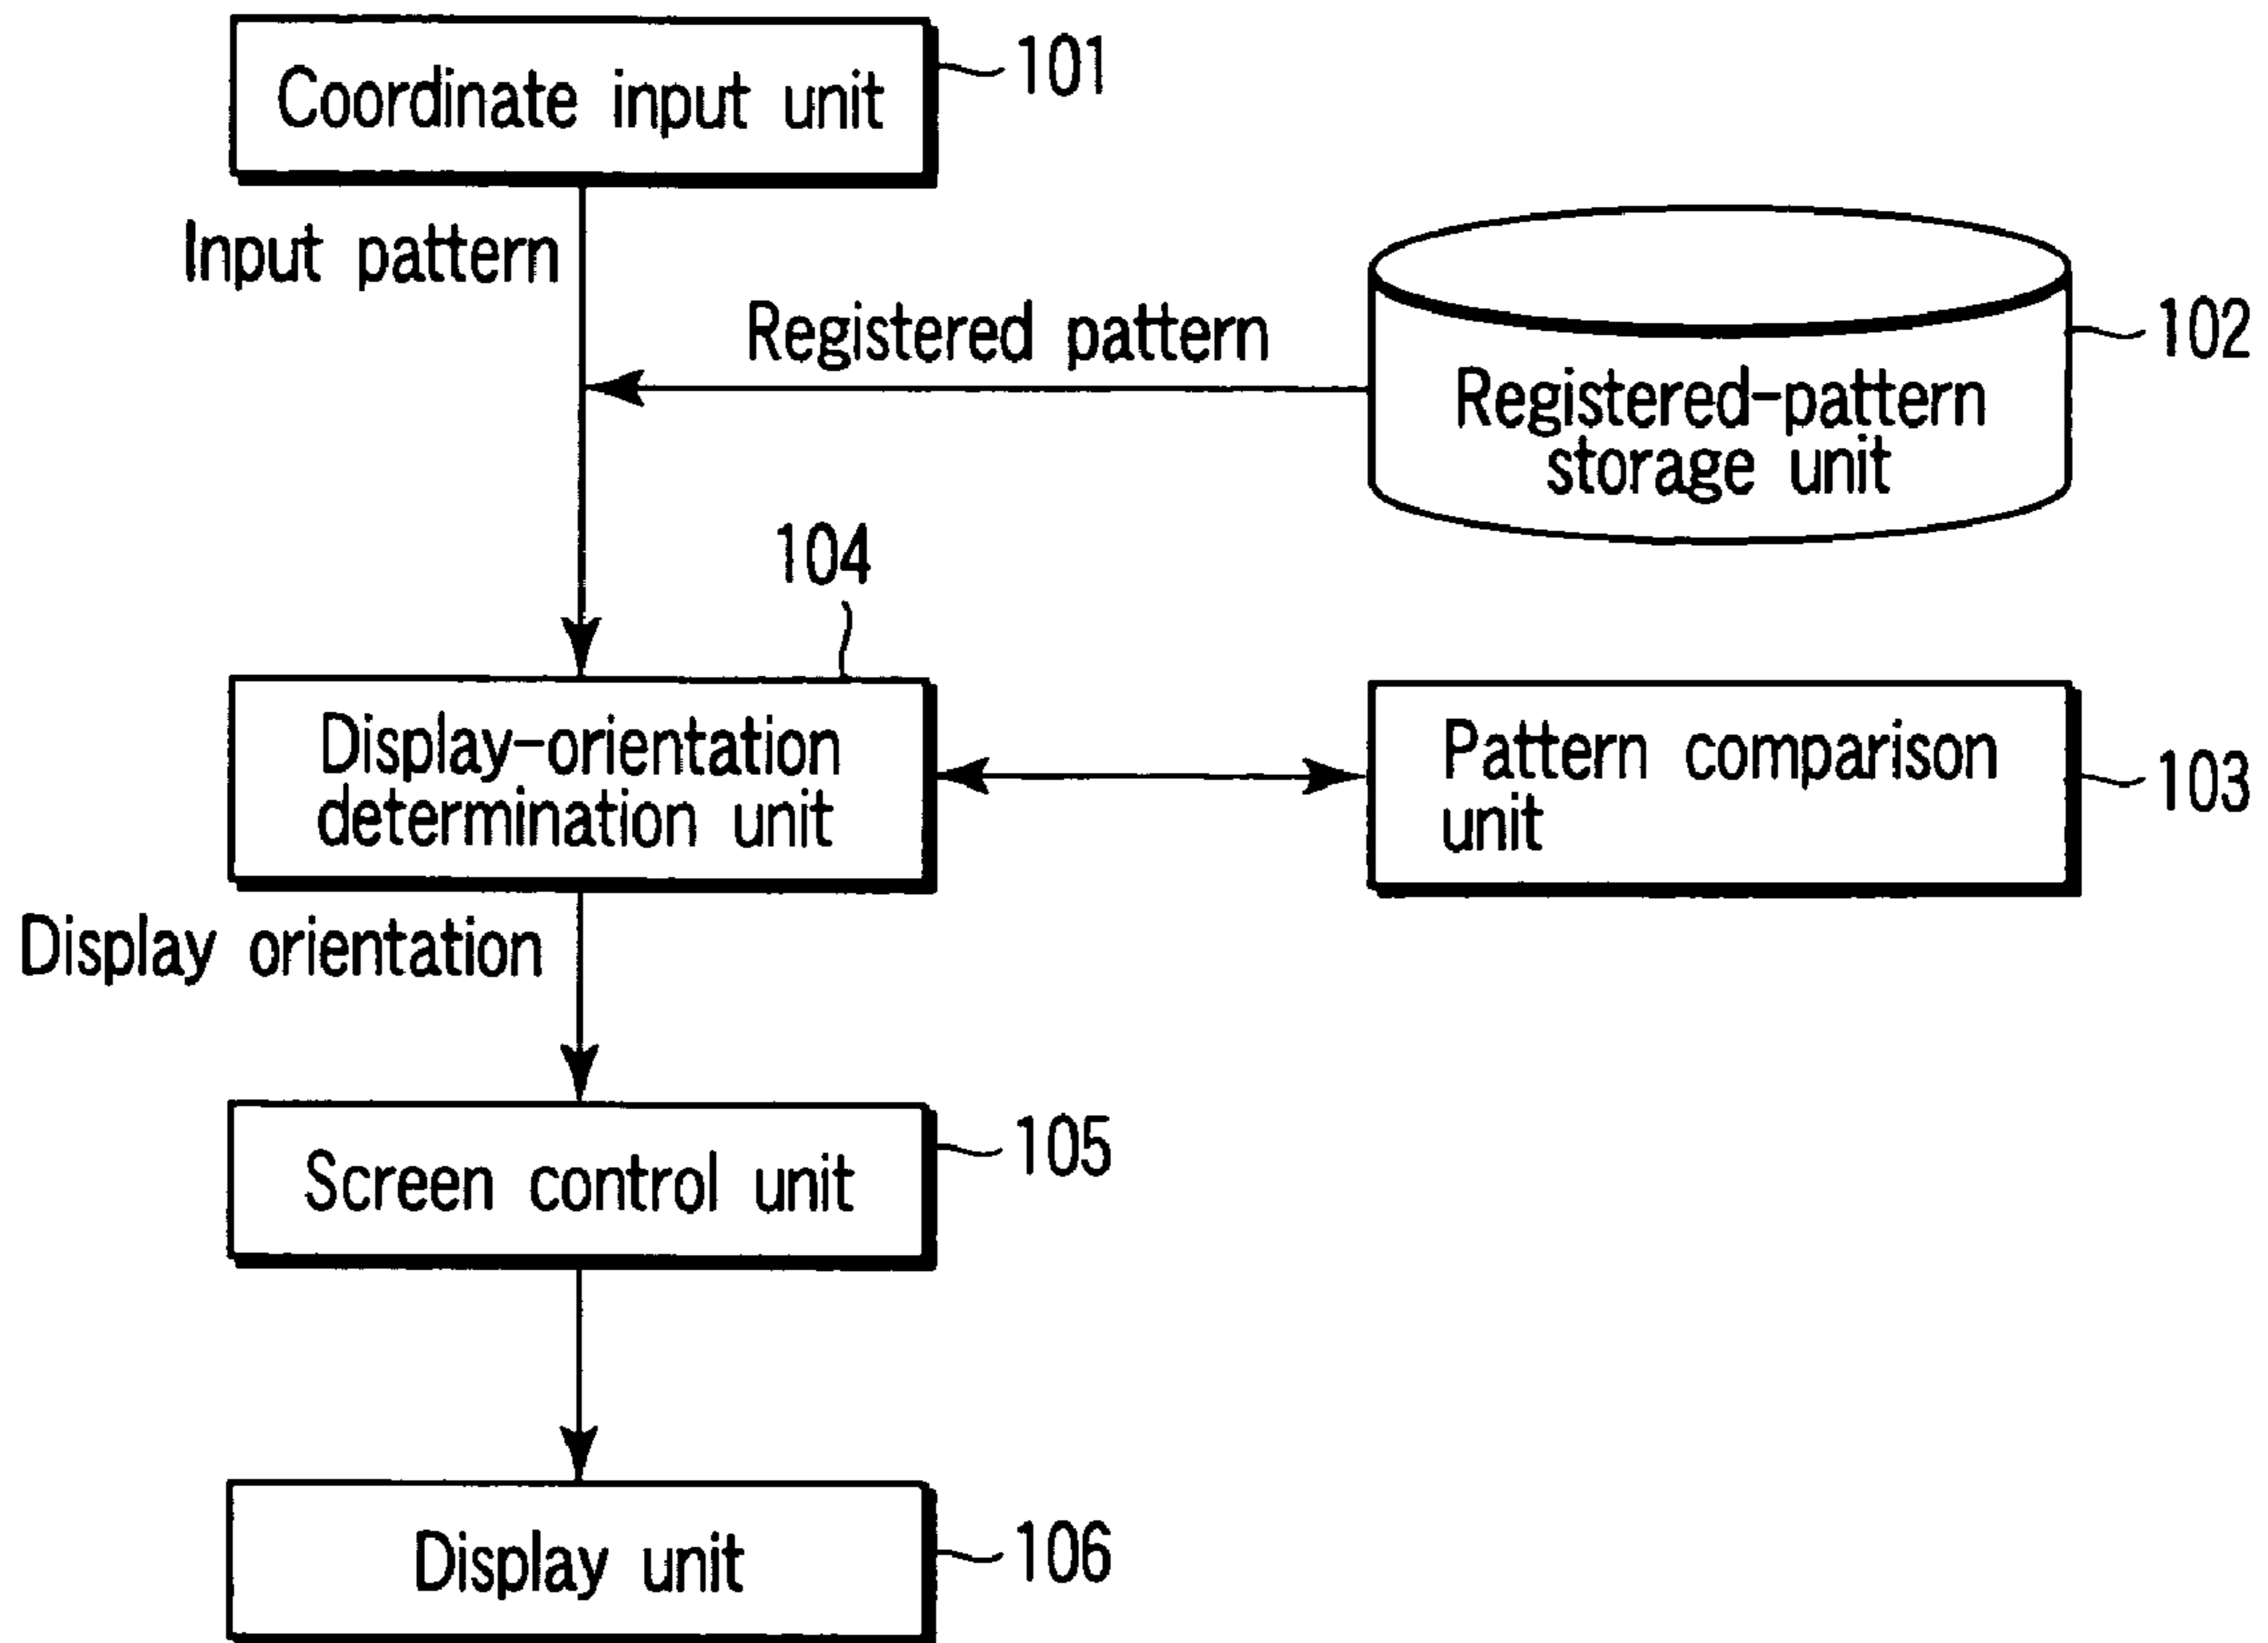 Coordinate input unit
101
Input pattern
Registered pattern
102
Registered-pattern
storage unit
104
Display-orientation
determination unit
Pattern comparison
unit
103
Display orientation
Screen control unit
105
Display unit
106